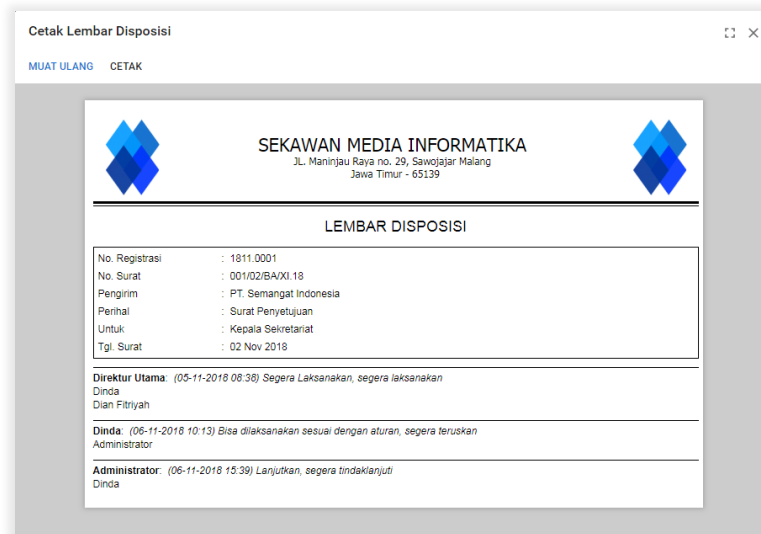 Cetak Lembar Disposisi
MUAT ULANG CETAK
SEKAWAN MEDIA INFORMATIKA
JL. Maninjau Raya no. 29, Sawojajar Malang
Jawa Timur - 65139
LEMBAR DISPOSISI
No. Registrasi : 1811.0001
No. Surat : 001/02/BA/XI.18
Pengirim : PT. Semangat Indonesia
Perihal : Surat Penyetujuan
Untuk : Kepala Sekretariat
Tgl. Surat : 02 Nov 2018
Direktur Utama: (05-11-2018 08:38) Segera Laksanakan, segera laksanakan
Dinda
Dian Fitriyah
Dinda: (06-11-2018 10:13) Bisa dilaksanakan sesuai dengan aturan, segera teruskan
Administrator
Administrator: (06-11-2018 15:39) Lanjutkan, segera tindaklanjuti
Dinda